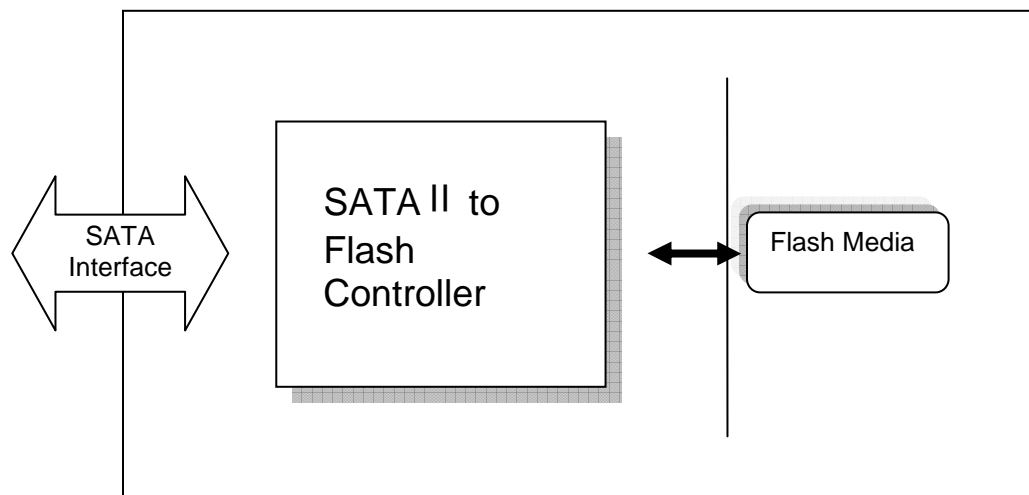 SATA
Interface
SATA II to
Flash
Controller
Flash Media